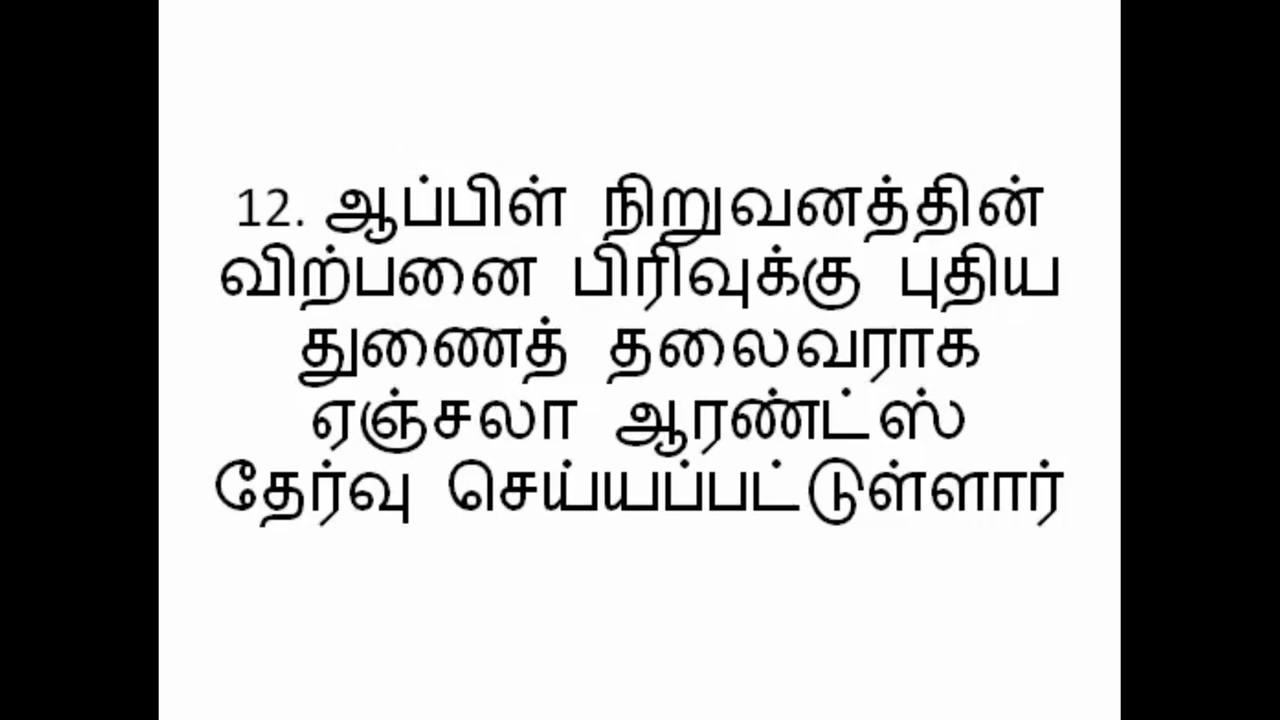 12. ஆப்பிள் நிறுவனத்தின்
விற்பனை பிரிவுக்கு புதிய
துணைத் தலைவராக
ஏஞ்சலா ஆரண்ட்ஸ்
தேர்வு செய்யப்பட்டுள்ளார்